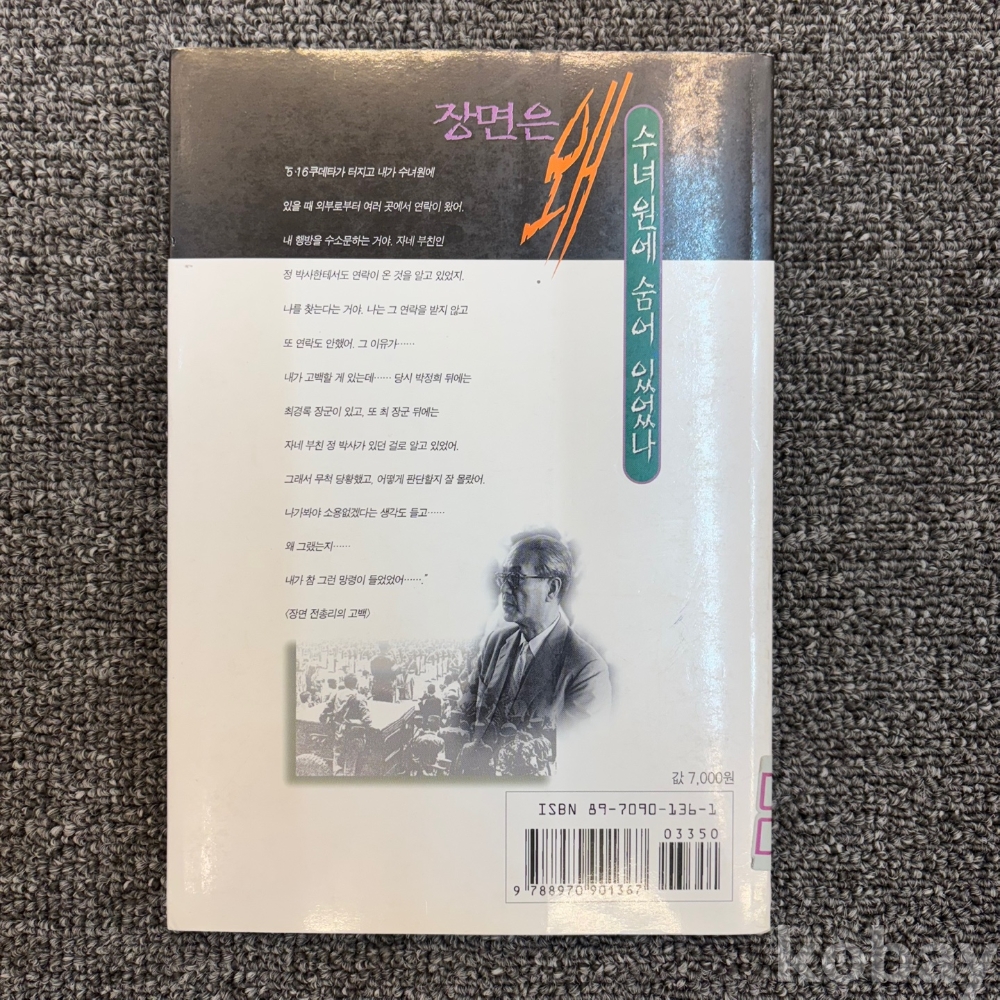 장면은 왜
수녀원에 숨어 있었나
"5·16쿠데타가 터지고 내가 수녀원에
있을 때 외부로부터 여러 곳에서 연락이 왔어.
내 행방을 수소문하는 거야. 자네 부친인
정 박사한테서도 연락이 온 것을 알고 있었지.
나를 찾는다는 거야. 나는 그 연락을 받지 않고
또 연락도 안했어. 그 이유가……
내가 고백할 게 있는데…… 당시 박정희 뒤에는
최경록 장군이 있고, 또 최 장군 뒤에는
자네 부친 정 박사가 있던 걸로 알고 있었어.
그래서 무척 당황했고, 어떻게 판단할지 잘 몰랐어.
나가봐야 소용없겠다는 생각도 들고……
왜 그랬는지……
내가 참 그런 망령이 들었었어……."
〈장면 전총리의 고백〉
값 7,000원
ISBN 89-7090-136-1
03350
9 788970 901367
kobay